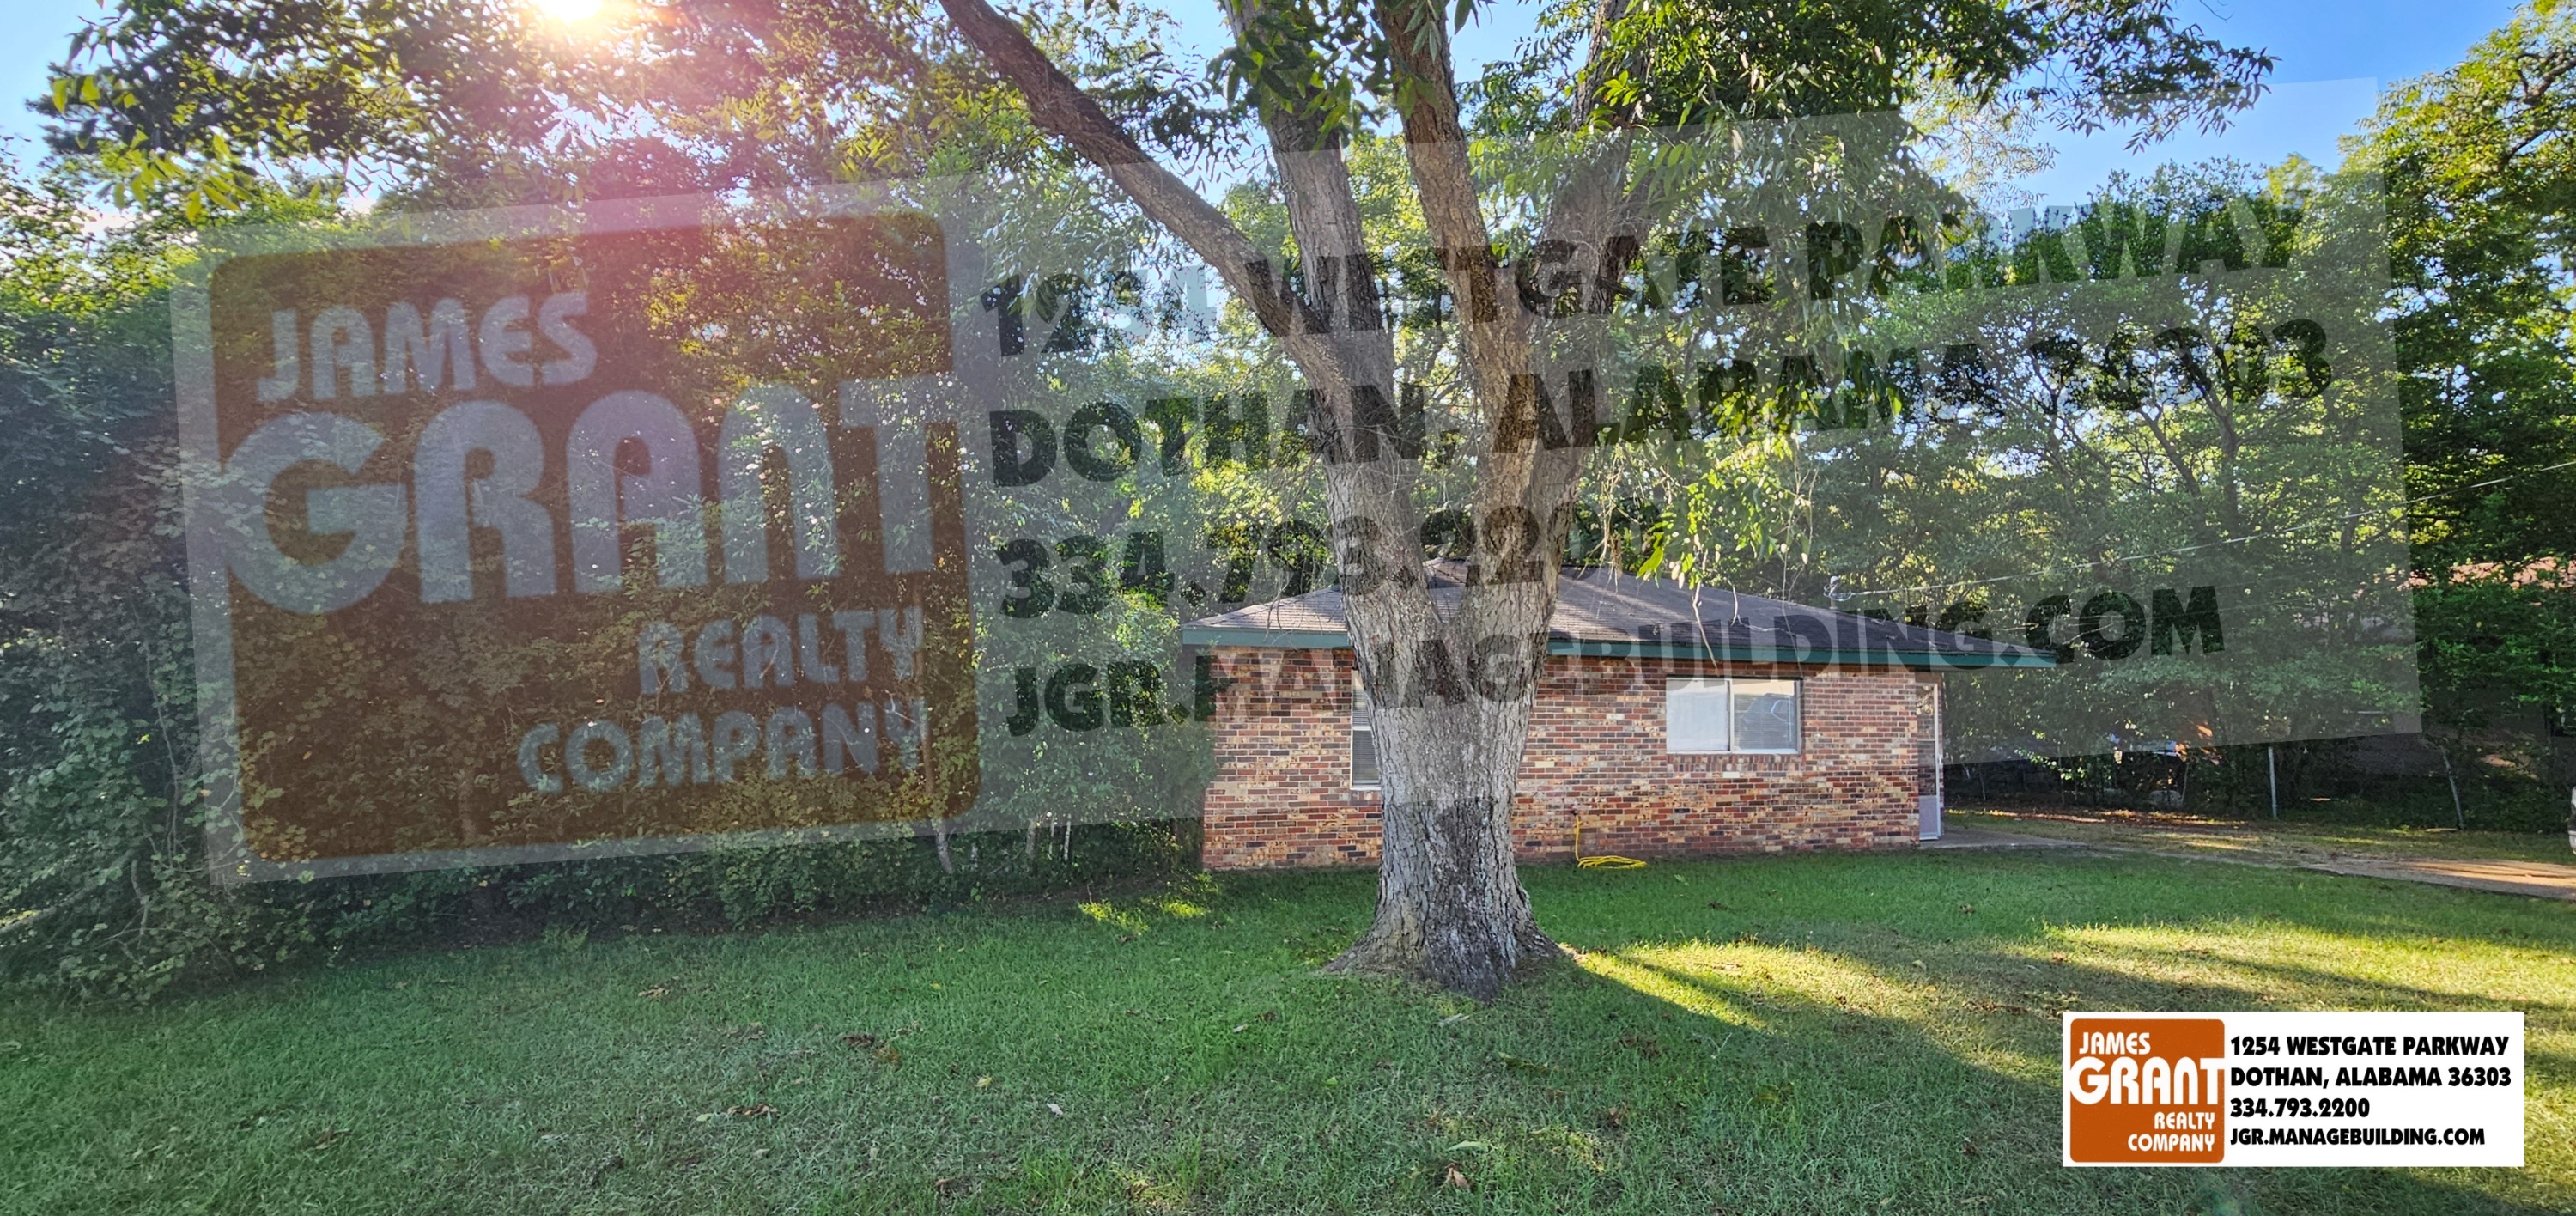 JAMES
GRANT
REALTY
COMPANY
1254 WESTGATE PARKWAY
DOTHAN, ALABAMA 36303
334.793.2200
JGR.MANAGEBUILDING.COM
JAMES
GRANT
REALTY
COMPANY
1254 WESTGATE PARKWAY
DOTHAN, ALABAMA 36303
334.793.2200
JGR.MANAGEBUILDING.COM